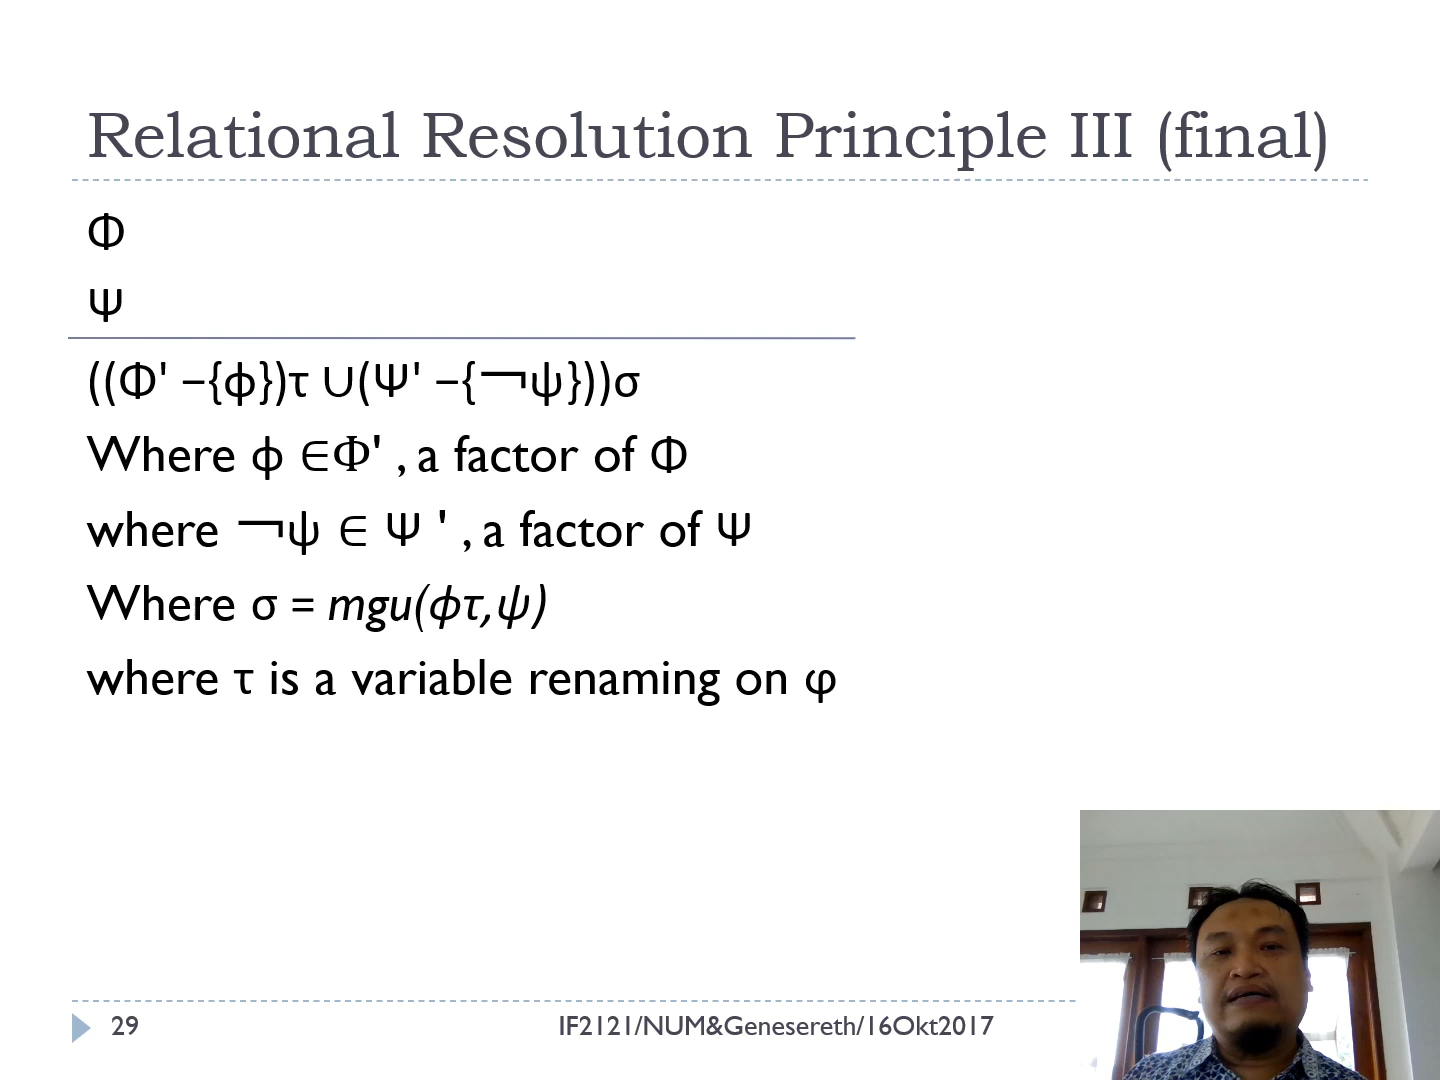 Relational Resolution Principle III (final)
Φ
Ψ
((Φ' −{ϕ})τ ∪(Ψ' −{￢ψ}))σ
Where ϕ ∈Φ' , a factor of Φ
where ￢ψ ∈ Ψ ' , a factor of Ψ
Where σ = mgu(ϕτ,ψ)
where τ is a variable renaming on φ
29
IF2121/NUM&Genesereth/16Okt2017